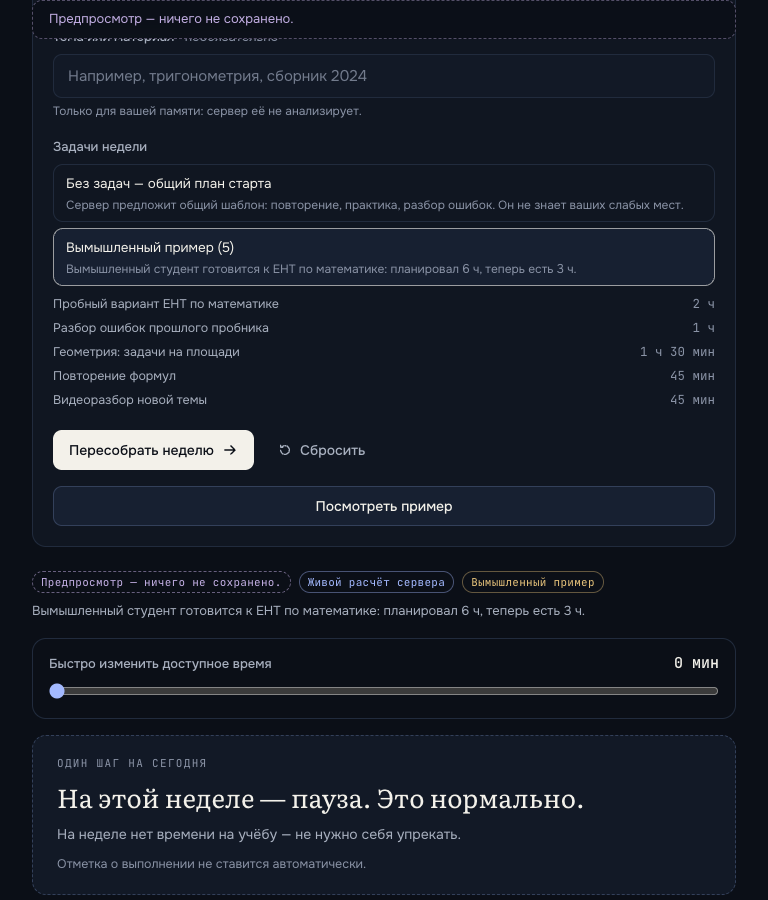 Предпросмотр — ничего не сохранено.
Например, тригонометрия, сборник 2024
Только для вашей памяти: сервер её не анализирует.
Задачи недели
Без задач — общий план старта
Сервер предложит общий шаблон: повторение, практика, разбор ошибок. Он не знает ваших слабых мест.
Вымышленный пример (5)
Вымышленный студент готовится к ЕНТ по математике: планировал 6 ч, теперь есть 3 ч.
Пробный вариант ЕНТ по математике 2 ч
Разбор ошибок прошлого пробника 1 ч
Геометрия: задачи на площади 1 ч 30 мин
Повторение формул 45 мин
Видеоразбор новой темы 45 мин
Пересобрать неделю → Сбросить
Посмотреть пример
Предпросмотр — ничего не сохранено. Живой расчёт сервера Вымышленный пример
Вымышленный студент готовится к ЕНТ по математике: планировал 6 ч, теперь есть 3 ч.
Быстро изменить доступное время 0 мин
ОДИН ШАГ НА СЕГОДНЯ
На этой неделе — пауза. Это нормально.
На неделе нет времени на учёбу — не нужно себя упрекать.
Отметка о выполнении не ставится автоматически.